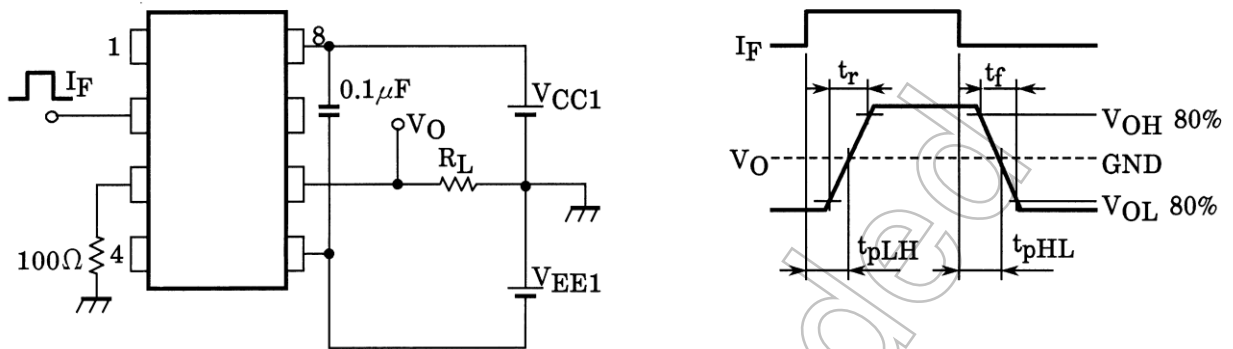 1
8
I_F
0.1μF
V_CC1
V_O
R_L
100Ω
4
V_EE1
I_F
t_r
t_f
V_OH 80%
V_O
GND
V_OL 80%
t_pLH
t_pHL